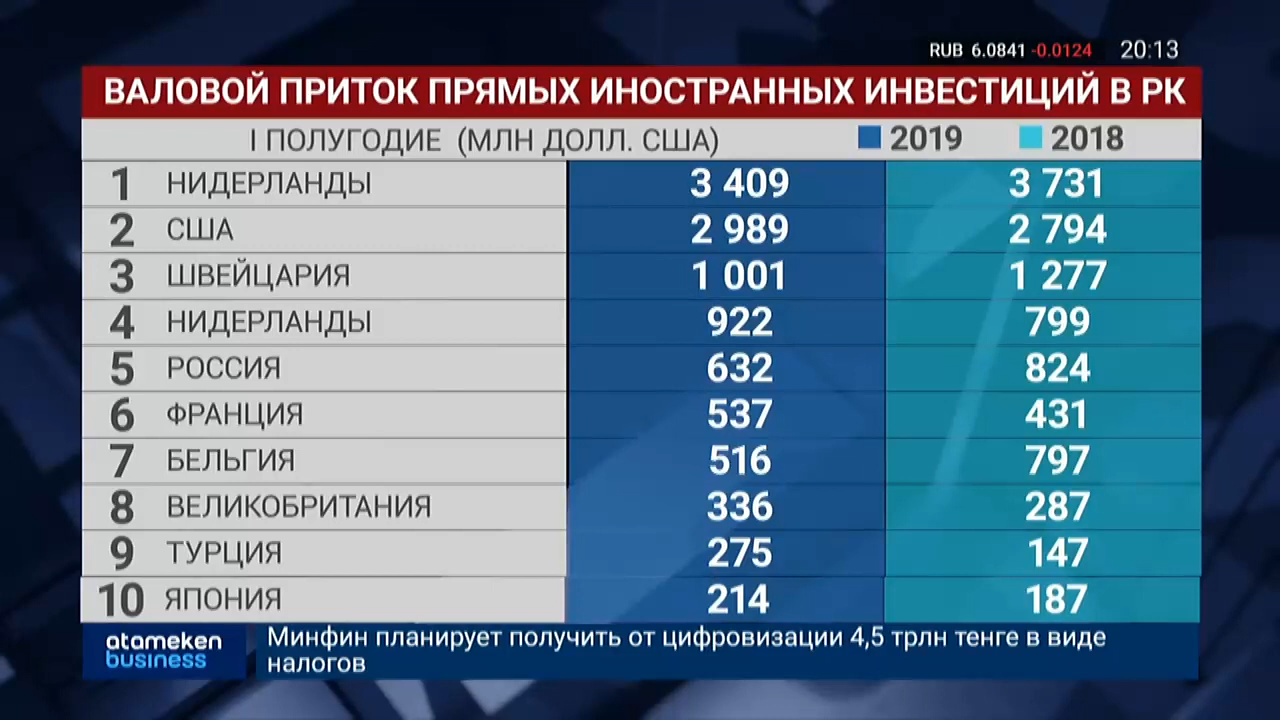 RUB 6.0841 -0.0124 20:13
ВАЛОВОЙ ПРИТОК ПРЯМЫХ ИНОСТРАННЫХ ИНВЕСТИЦИЙ В РК
I ПОЛУГОДИЕ (МЛН ДОЛЛ. США) 2019 2018
1 НИДЕРЛАНДЫ 3 409 3 731
2 США 2 989 2 794
3 ШВЕЙЦАРИЯ 1 001 1 277
4 НИДЕРЛАНДЫ 922 799
5 РОССИЯ 632 824
6 ФРАНЦИЯ 537 431
7 БЕЛЬГИЯ 516 797
8 ВЕЛИКОБРИТАНИЯ 336 287
9 ТУРЦИЯ 275 147
10 ЯПОНИЯ 214 187
atameken
business
Минфин планирует получить от цифровизации 4,5 трлн тенге в виде
налогов